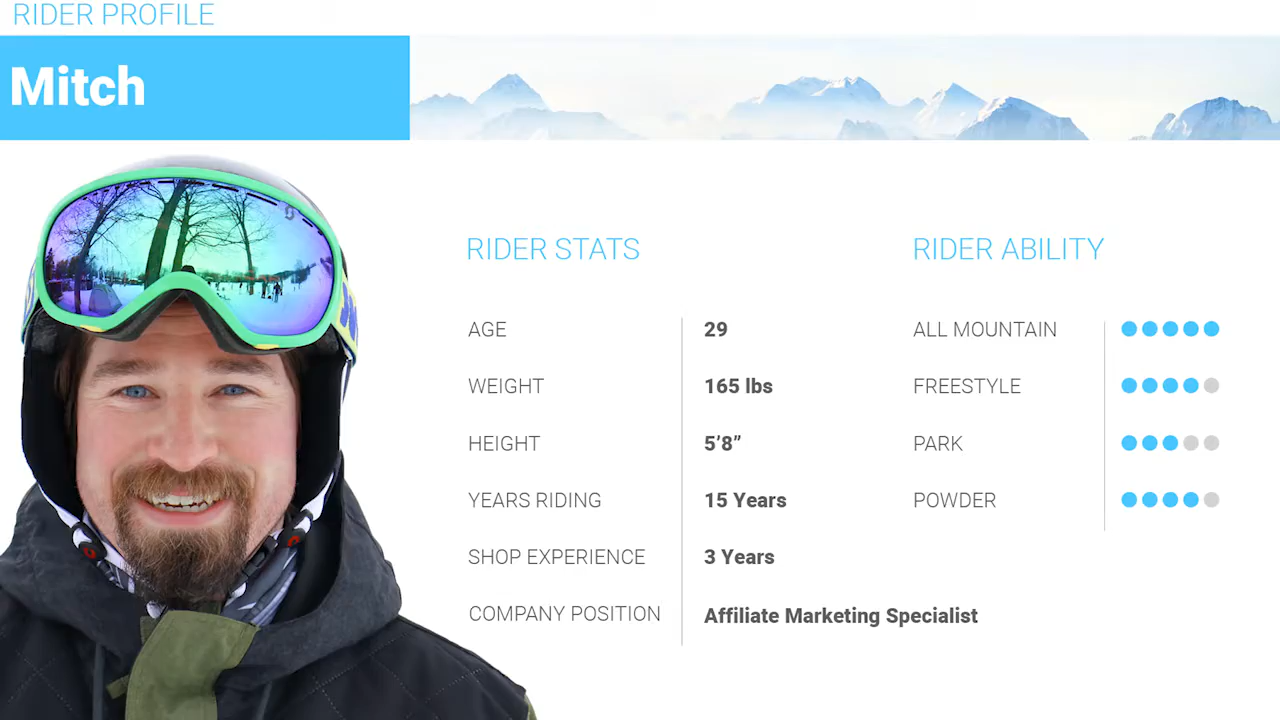 RIDER PROFILE
Mitch
RIDER STATS
RIDER ABILITY
AGE 29
WEIGHT 165 lbs
HEIGHT 5’8”
YEARS RIDING 15 Years
SHOP EXPERIENCE 3 Years
COMPANY POSITION Affiliate Marketing Specialist
ALL MOUNTAIN
FREESTYLE
PARK
POWDER